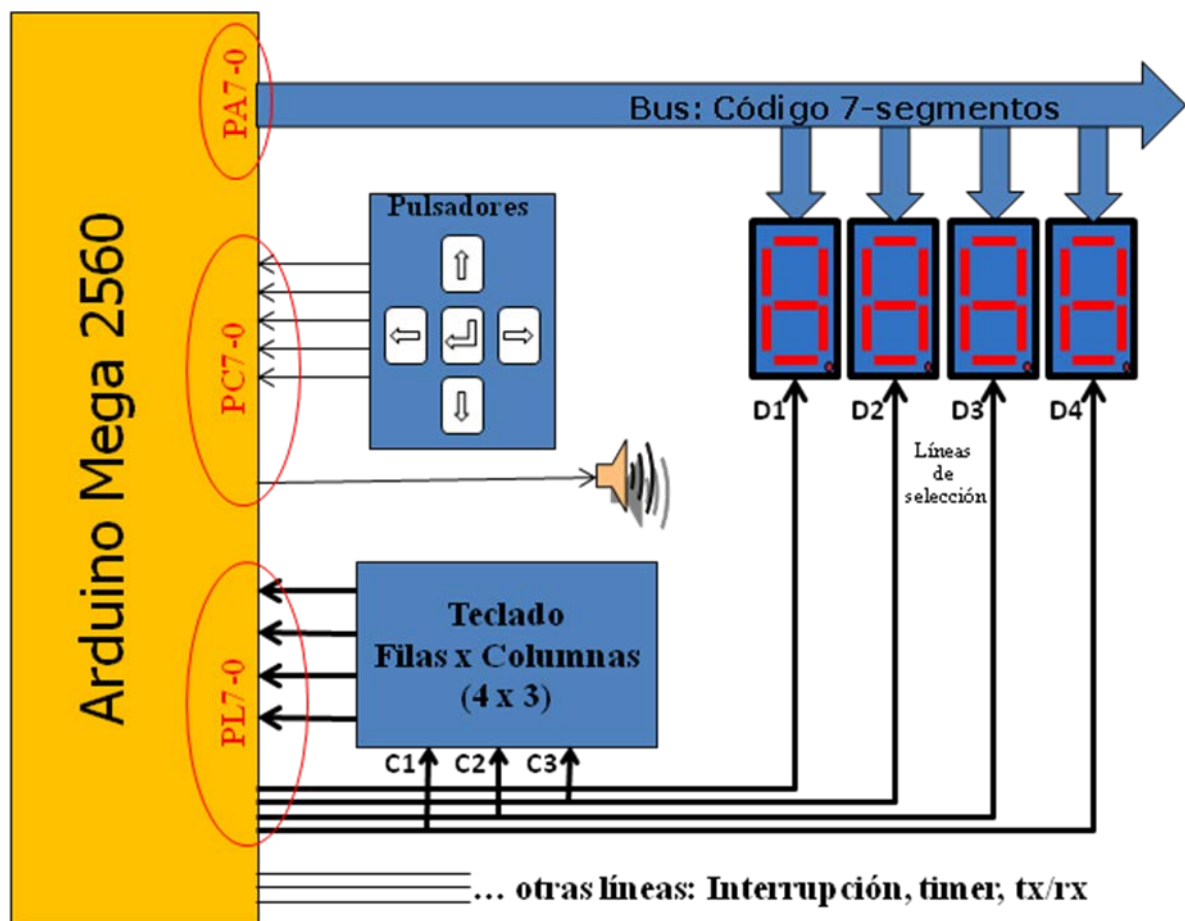 Arduino Mega 2560
PA7-0
Bus: Código 7-segmentos
Pulsadores
PC7-0
D1 D2 D3 D4
Líneas
de
selección
Teclado
Filas x Columnas
(4 x 3)
PL7-0
C1 C2 C3
... otras líneas: Interrupción, timer, tx/rx